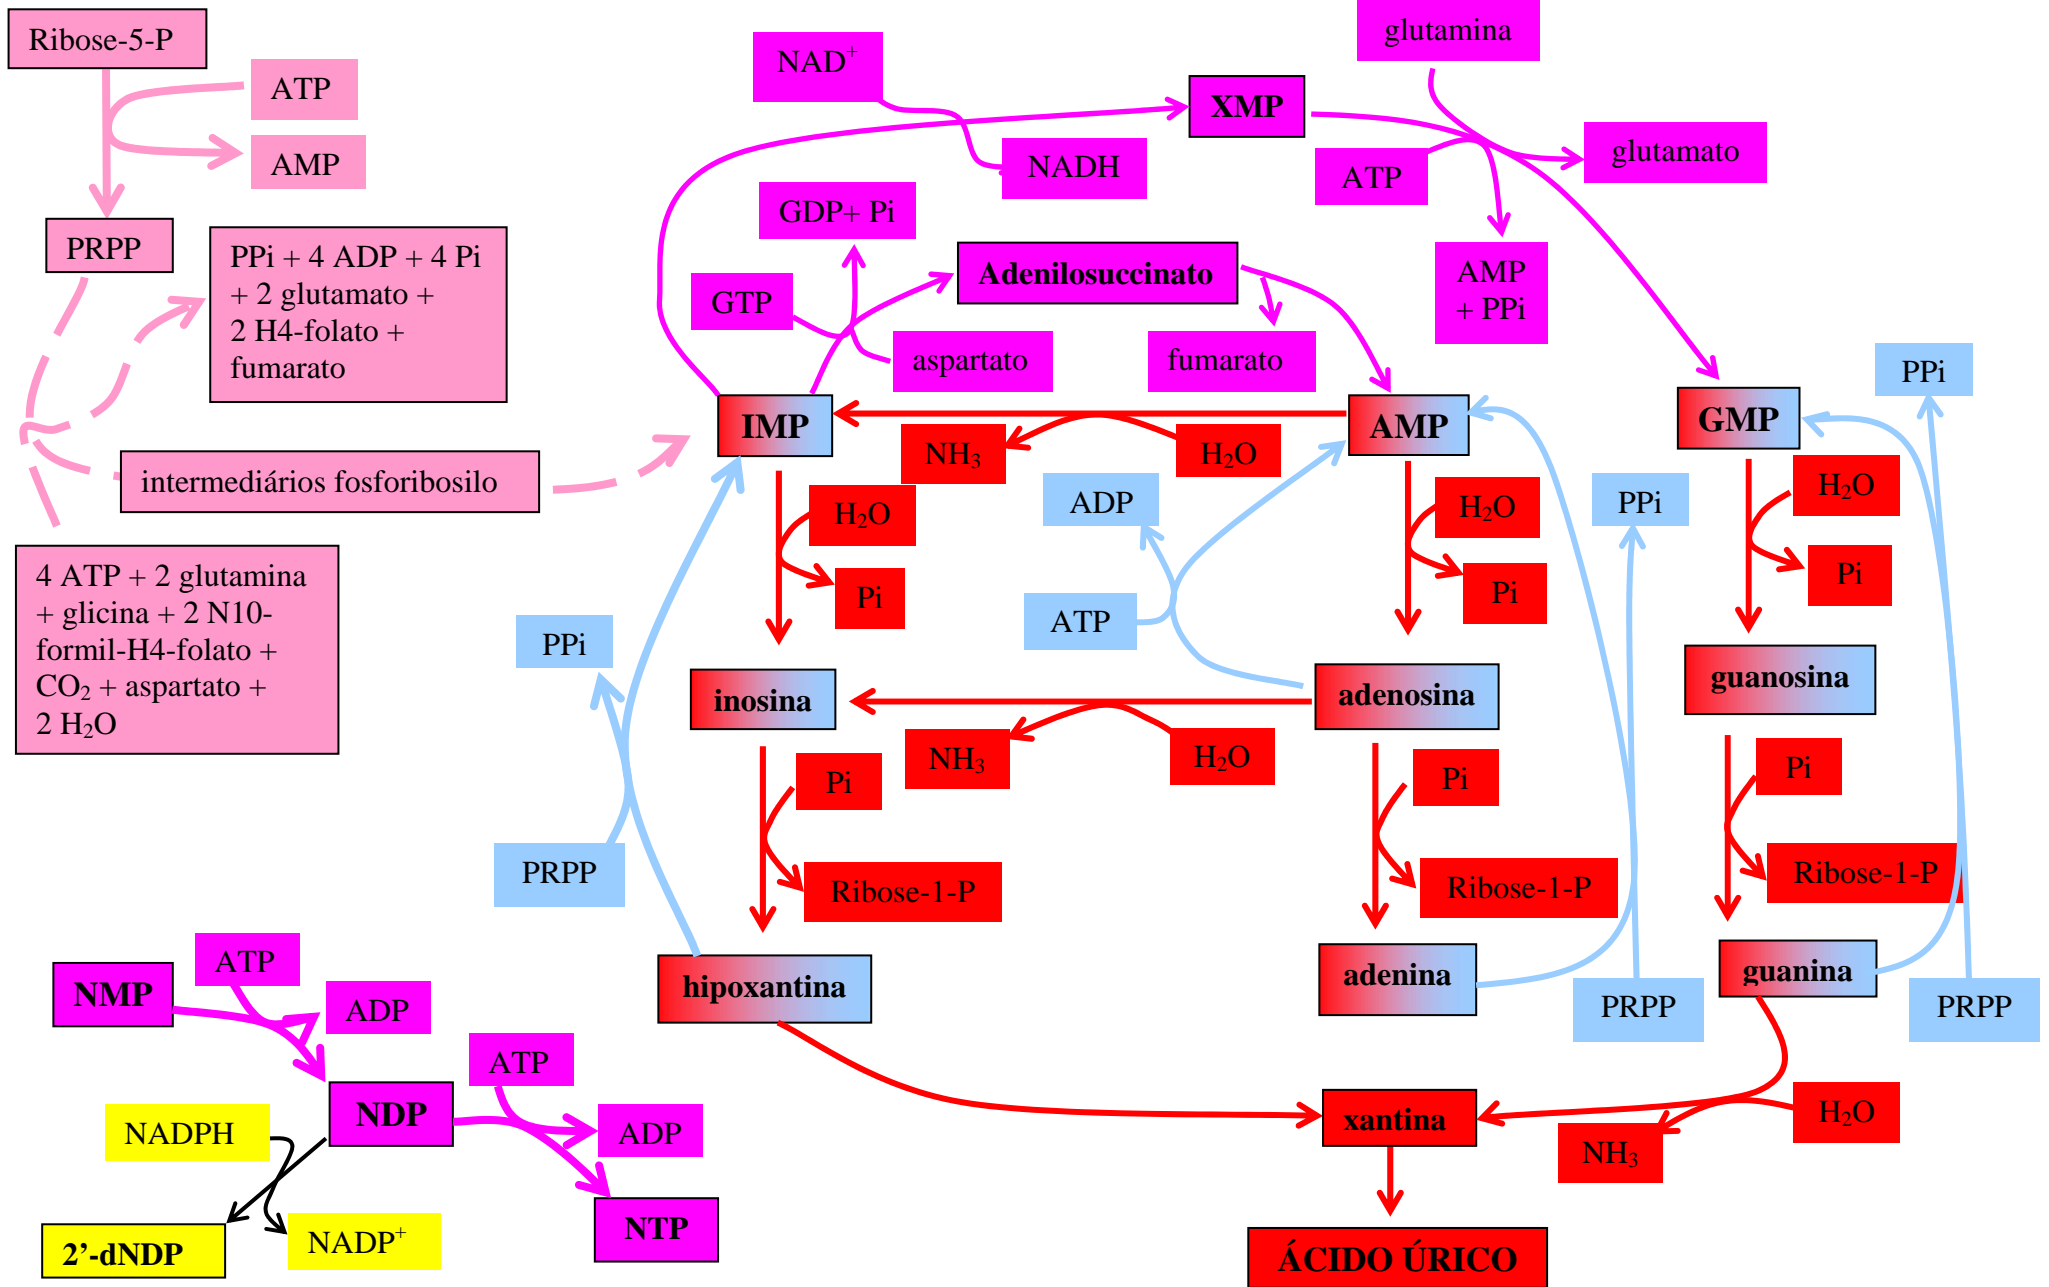 Ribose-5-P
ATP
AMP
PRPP
PPi + 4 ADP + 4 Pi
+ 2 glutamato +
2 H4-folato +
fumarato
intermediários fosforibosilo
4 ATP + 2 glutamina
+ glicina + 2 N10-
formil-H4-folato +
CO₂ + aspartato +
2 H₂O
NAD⁺
NADH
XMP
glutamina
glutamato
ATP
AMP
+ PPi
GDP+ Pi
GTP
Adenilosuccinato
aspartato
fumarato
IMP
AMP
GMP
PPi
NH₃
H₂O
H₂O
Pi
ADP
ATP
H₂O
Pi
PPi
H₂O
Pi
PPi
inosina
adenosina
guanosina
NH₃
H₂O
Pi
Ribose-1-P
PRPP
Pi
Ribose-1-P
Pi
Ribose-1-P
hipoxantina
adenina
guanina
PRPP
PRPP
xantina
NH₃
H₂O
ÁCIDO ÚRICO
NMP
ATP
ADP
NDP
ATP
ADP
NTP
NADPH
NADP⁺
2’-dNDP